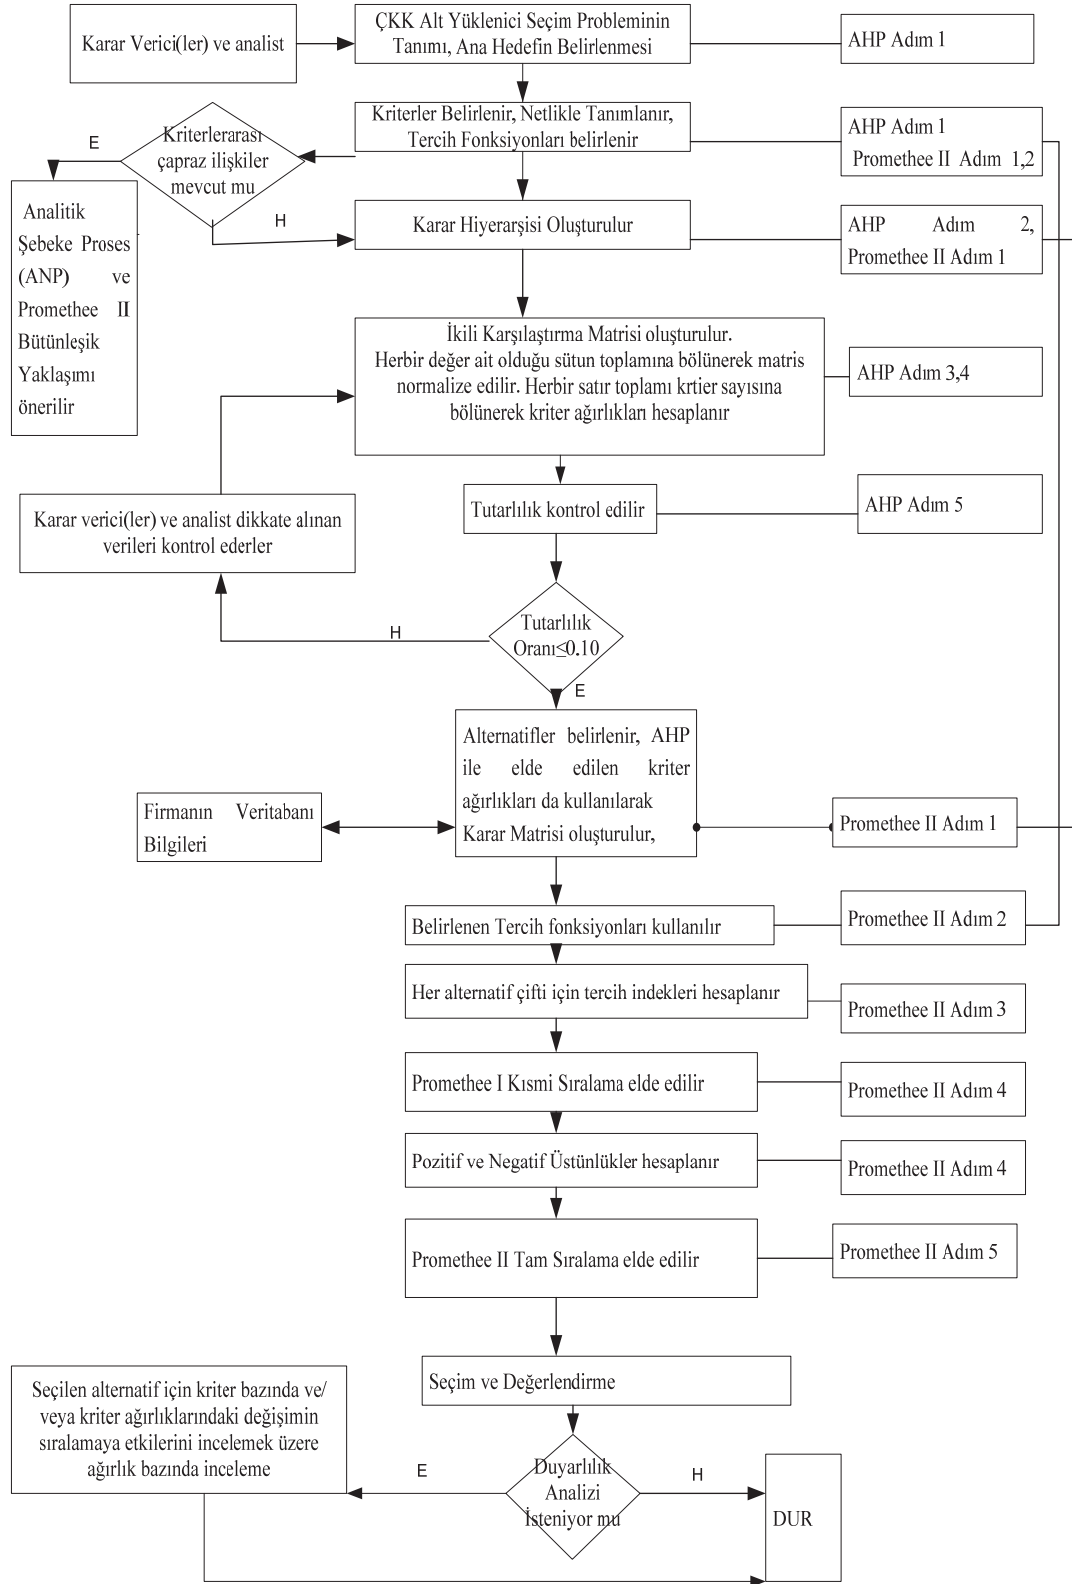 Karar Verici(ler) ve analist
ÇKK Alt Yüklenici Seçim Probleminin
Tanımı, Ana Hedefin Belirlenmesi
AHP Adım 1
Kriterler Belirlenir, Netlikle Tanımlanır,
Tercih Fonksiyonları belirlenir
AHP Adım 1
Promethee II Adım 1,2
Kriterlerarası
çapraz ilişkiler
mevcut mu
E
H
Analitik
Şebeke Proses
(ANP) ve
Promethee II
Bütünleşik
Yaklaşımı
önerilir
Karar Hiyerarşisi Oluşturulur
AHP Adım 2,
Promethee II Adım 1
İkili Karşılaştırma Matrisi oluşturulur.
Herbir değer ait olduğu sütun toplamına bölünerek matris
normalize edilir. Herbir satır toplamı krtier sayısına
bölünerek kriter ağırlıkları hesaplanır
AHP Adım 3,4
Karar verici(ler) ve analist dikkate alınan
verileri kontrol ederler
Tutarlılık kontrol edilir
AHP Adım 5
Tutarlılık
Oranı≤0.10
H
E
Alternatifler belirlenir, AHP
ile elde edilen kriter
ağırlıkları da kullanılarak
Karar Matrisi oluşturulur,
Firmanın Veritabanı
Bilgileri
Promethee II Adım 1
Belirlenen Tercih fonksiyonları kullanılır
Promethee II Adım 2
Her alternatif çifti için tercih indekleri hesaplanır
Promethee II Adım 3
Promethee I Kısmi Sıralama elde edilir
Promethee II Adım 4
Pozitif ve Negatif Üstünlükler hesaplanır
Promethee II Adım 4
Promethee II Tam Sıralama elde edilir
Promethee II Adım 5
Seçim ve Değerlendirme
Seçilen alternatif için kriter bazında ve/
veya kriter ağırlıklarındaki değişimin
sıralamaya etkilerini incelemek üzere
ağırlık bazında inceleme
E
Duyarlılık
Analizi
İsteniyor mu
H
DUR